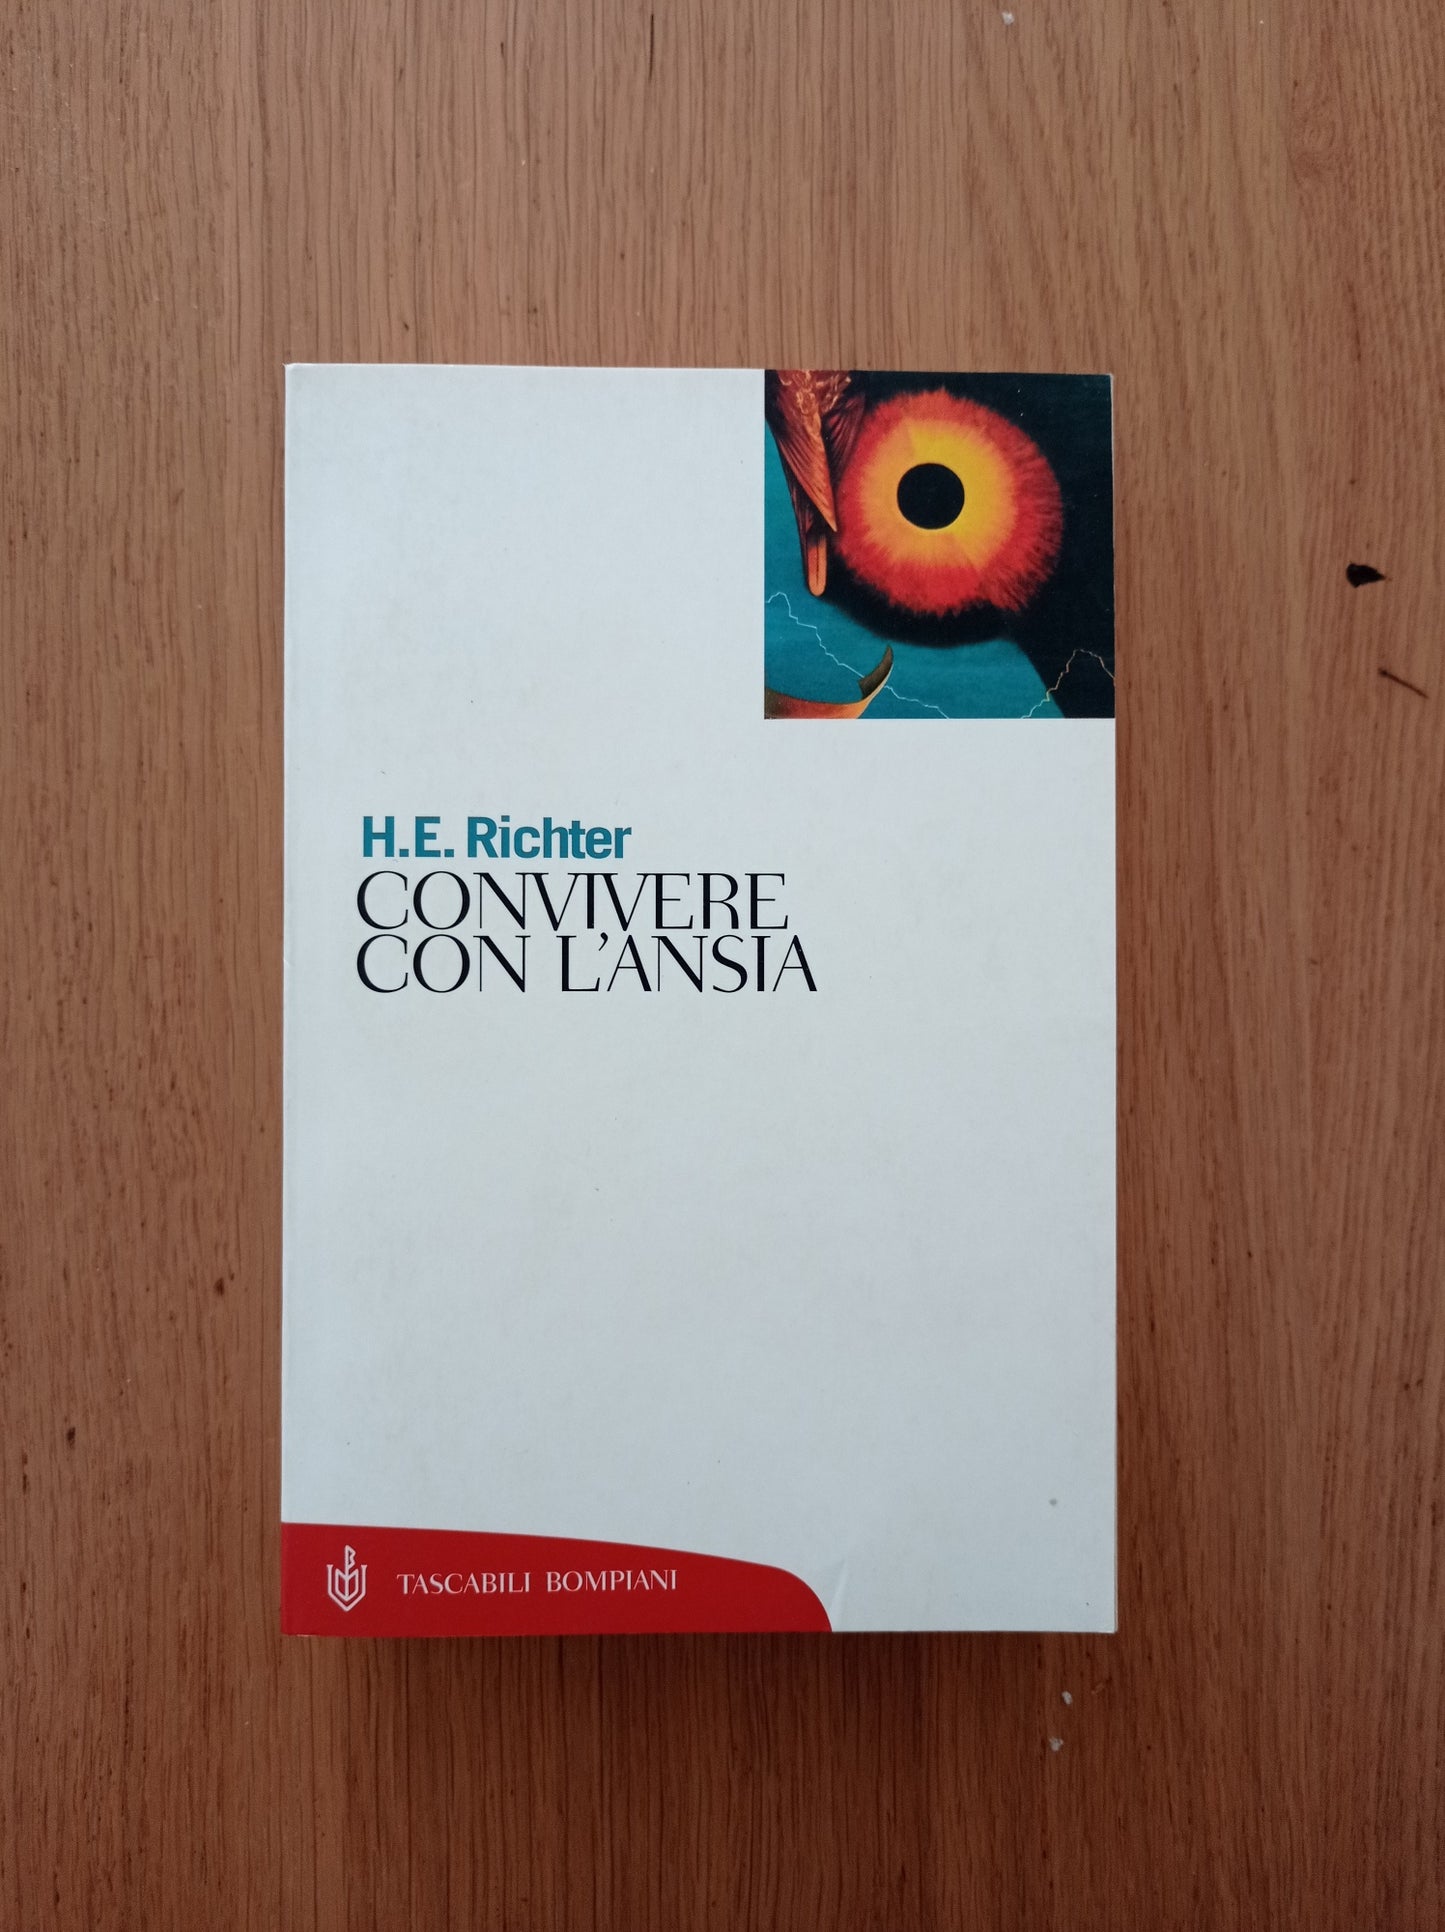 H.E. Richter
CONVIVERE
CON L'ANSIA
TASCABILI BOMPIANI